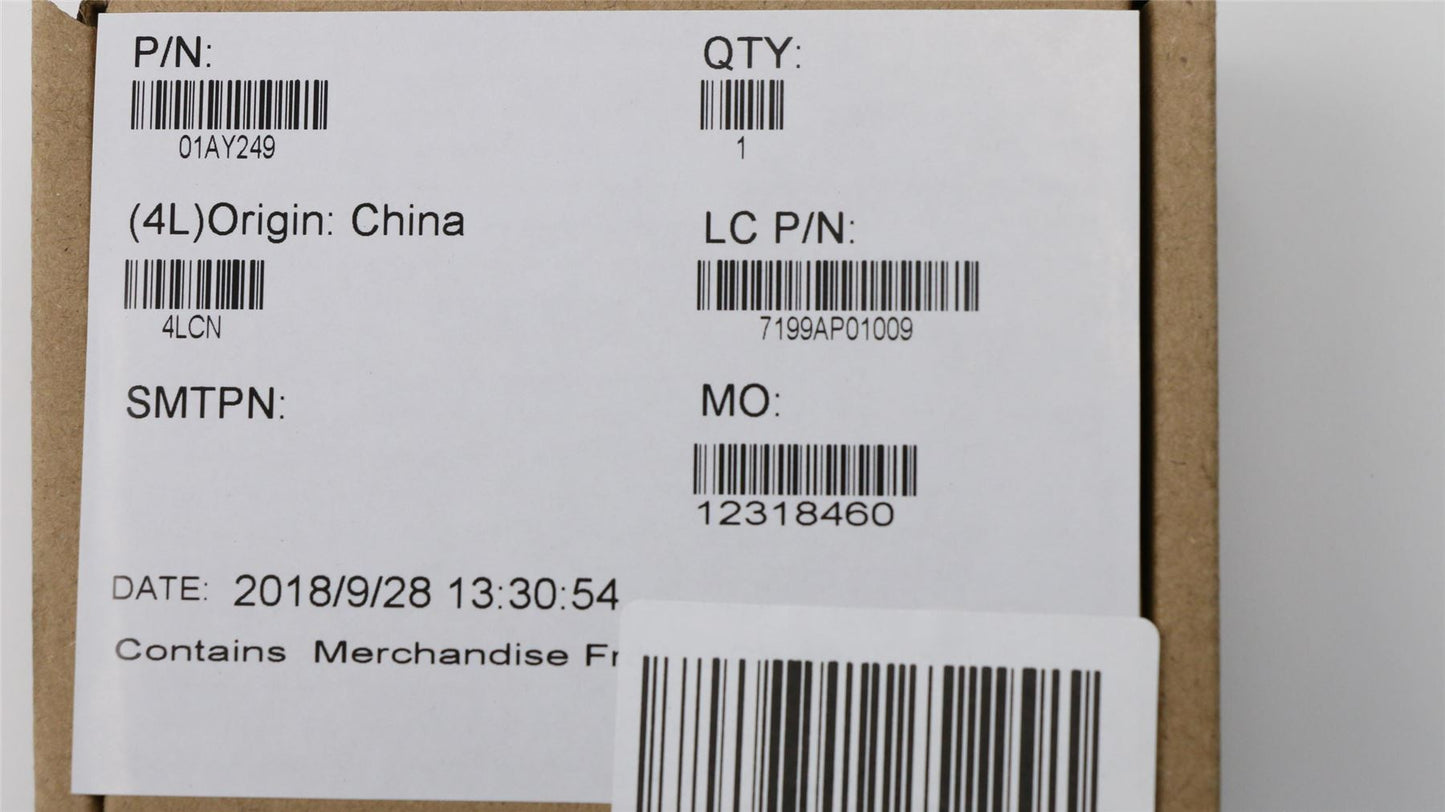 P/N:
01AY249
QTY:
1
(4L)Origin: China
4LCN
LC P/N:
7199AP01009
SMTPN:
MO:
12318460
DATE: 2018/9/28 13:30:54
Contains Merchandise